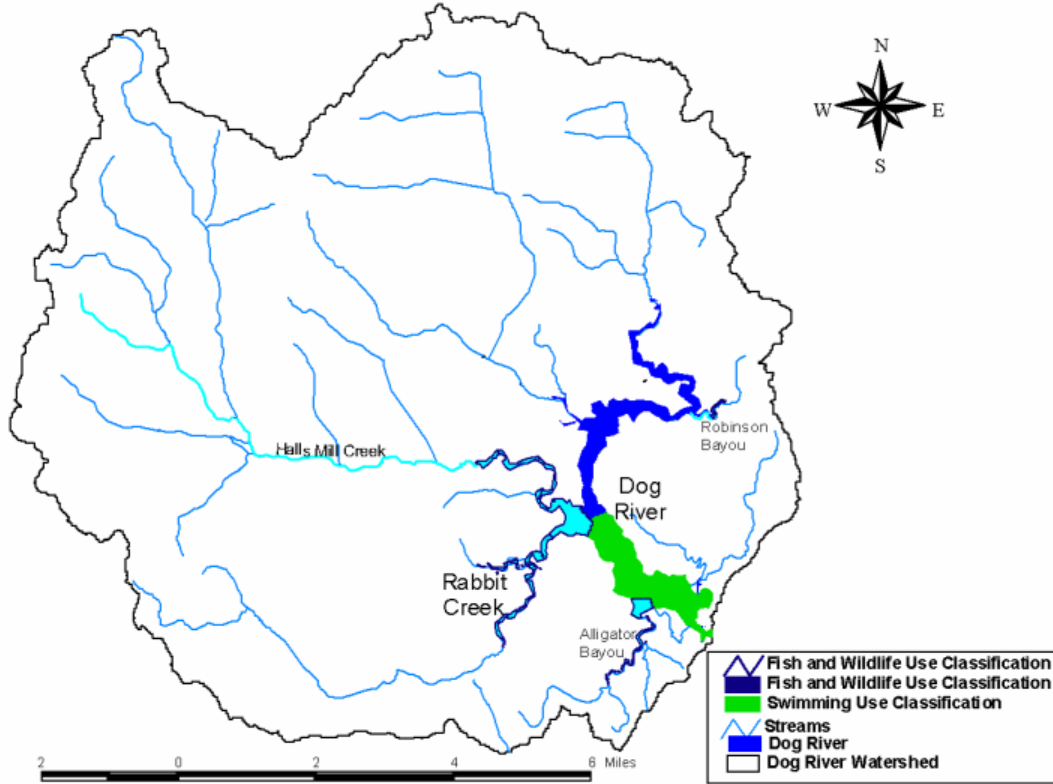 N
W
E
S
Robinson
Bayou
Halls Mill Creek
Dog
River
Rabbit
Creek
Alligator
Bayou
Fish and Wildlife Use Classification
Fish and Wildlife Use Classification
Swimming Use Classification
Streams
Dog River
Dog River Watershed
2 0 2 4 6 Miles